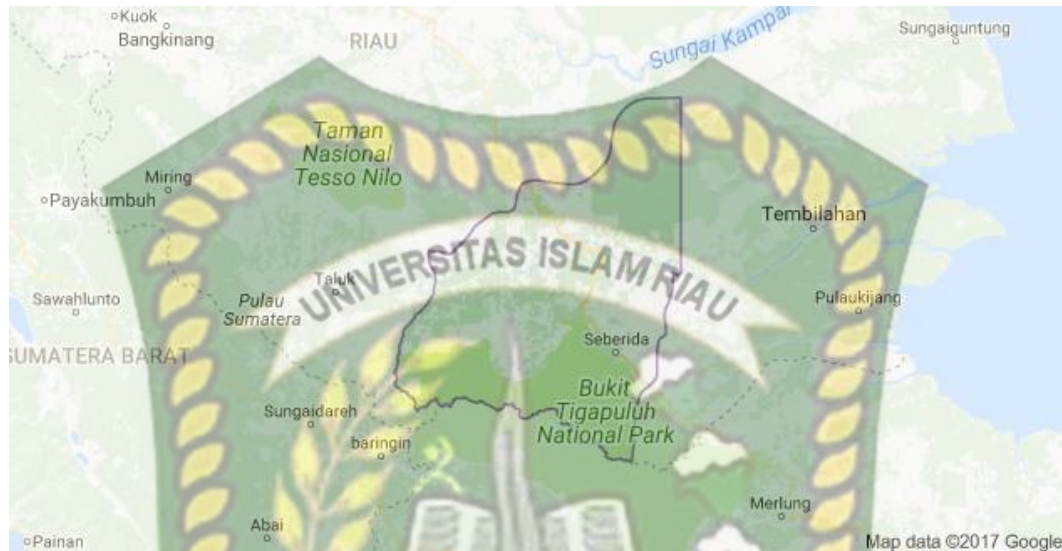 Kuok
Bangkinang
RIAU
Sungai Kampar
Sungaiguntung
Taman
Nasional
Tesso Nilo
Miring
Payakumbuh
Tembilahan
UNIVERSITAS ISLAM RIAU
Taluk
Sawahlunto
Pulau
Sumatera
Pulaukijang
SUMATERA BARAT
Seberida
Bukit
Tigapuluh
National Park
Sungaidareh
baringin
Abai
Merlung
Painan
Map data ©2017 Google